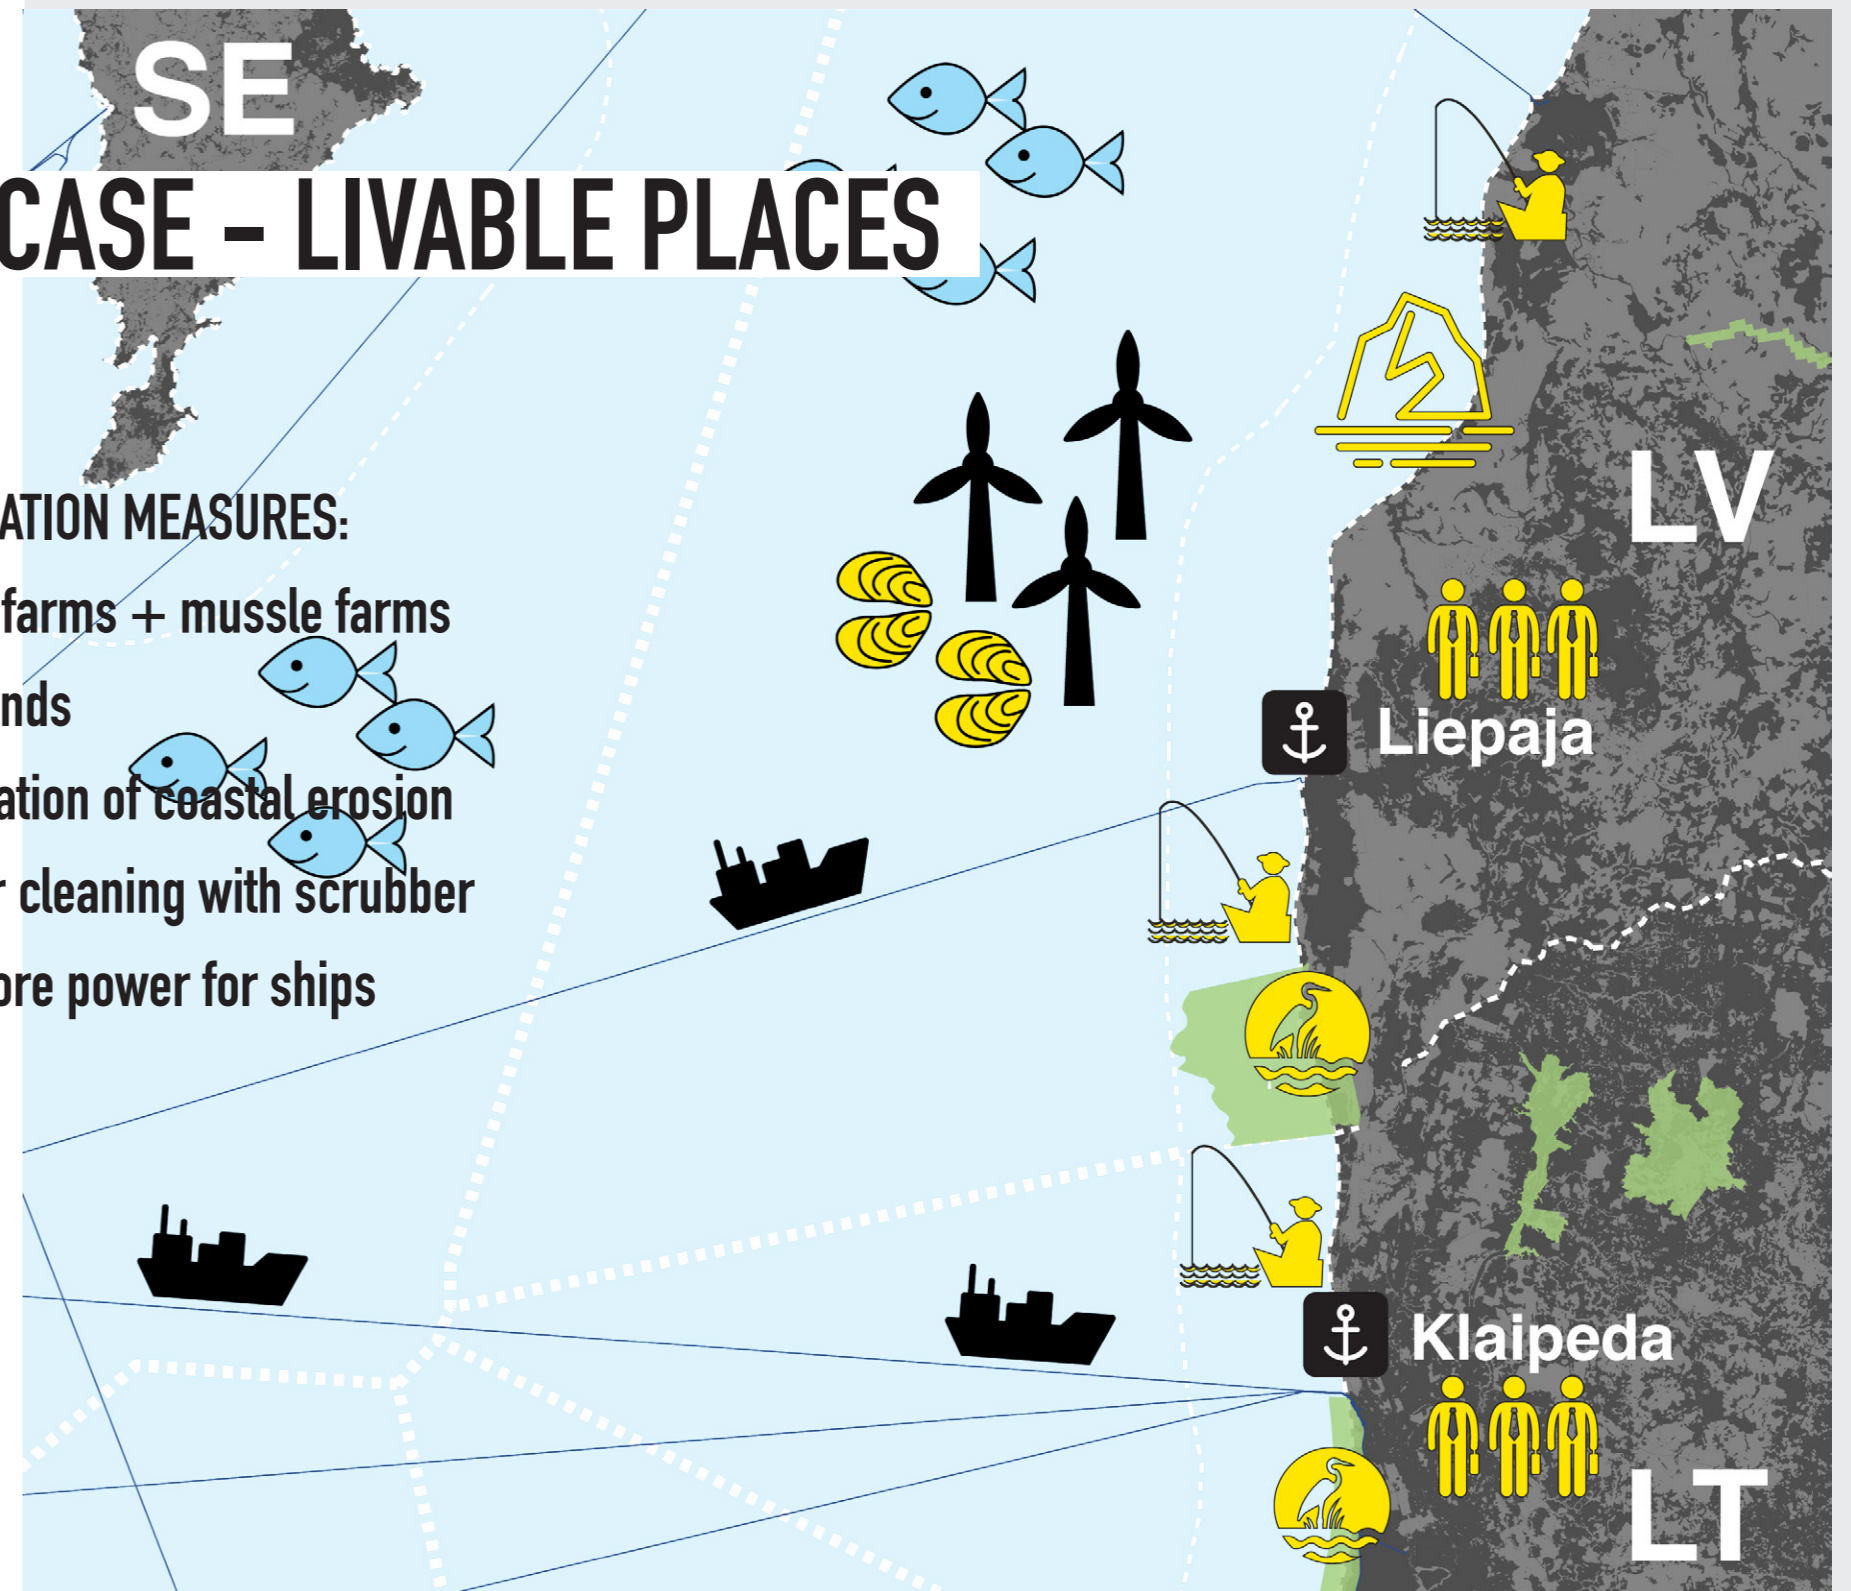 SE
CASE – LIVABLE PLACES
LV
ATION MEASURES:
farms + mussle farms
nds
Liepaja
ation of coastal erosion
r cleaning with scrubber
ore power for ships
Klaipeda
LT